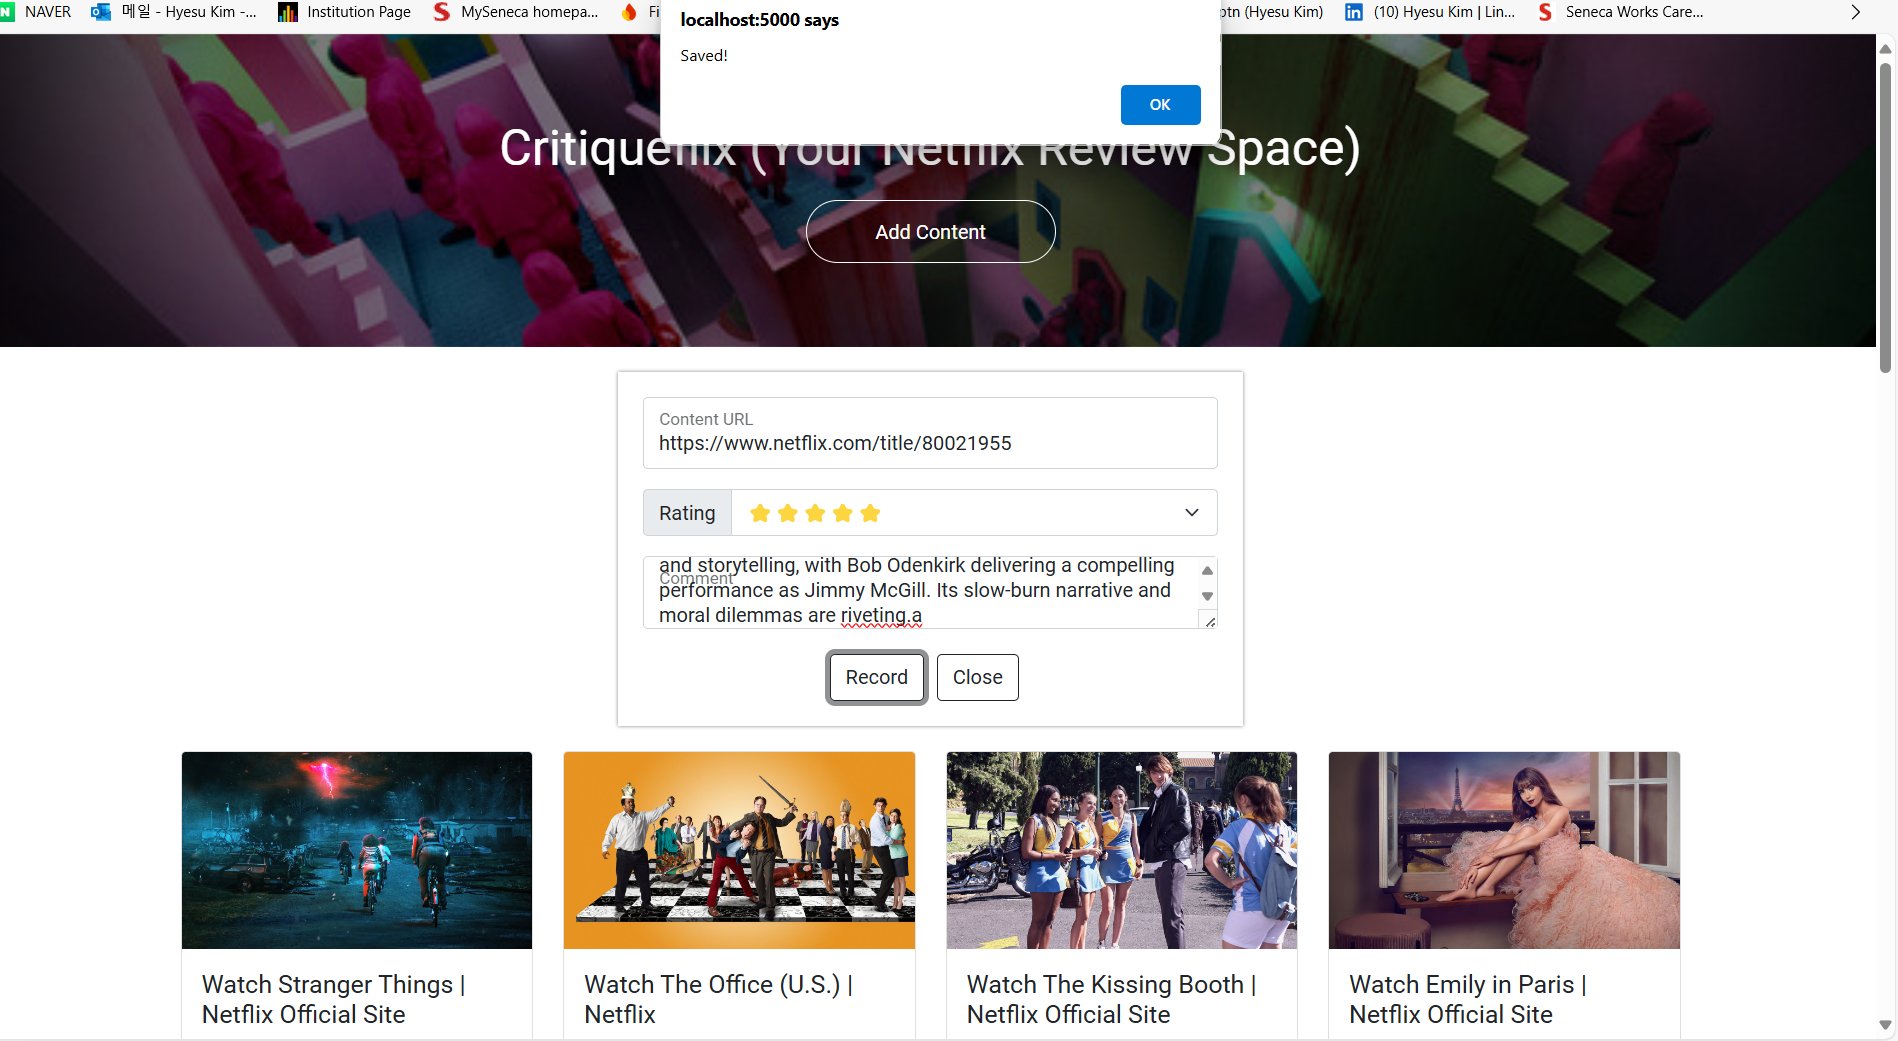 NAVER
메일 - Hyesu Kim -...
Institution Page
MySeneca homepa...
Fi
otn (Hyesu Kim)
(10) Hyesu Kim | Lin...
Seneca Works Care...
localhost:5000 says
Saved!
OK
Critiqueflix (Your Netflix Review Space)
Add Content
Content URL
https://www.netflix.com/title/80021955
Rating
and storytelling, with Bob Odenkirk delivering a compelling
Comment
performance as Jimmy McGill. Its slow-burn narrative and
moral dilemmas are riveting.a
Record
Close
Watch Stranger Things |
Netflix Official Site
Watch The Office (U.S.) |
Netflix
Watch The Kissing Booth |
Netflix Official Site
Watch Emily in Paris |
Netflix Official Site